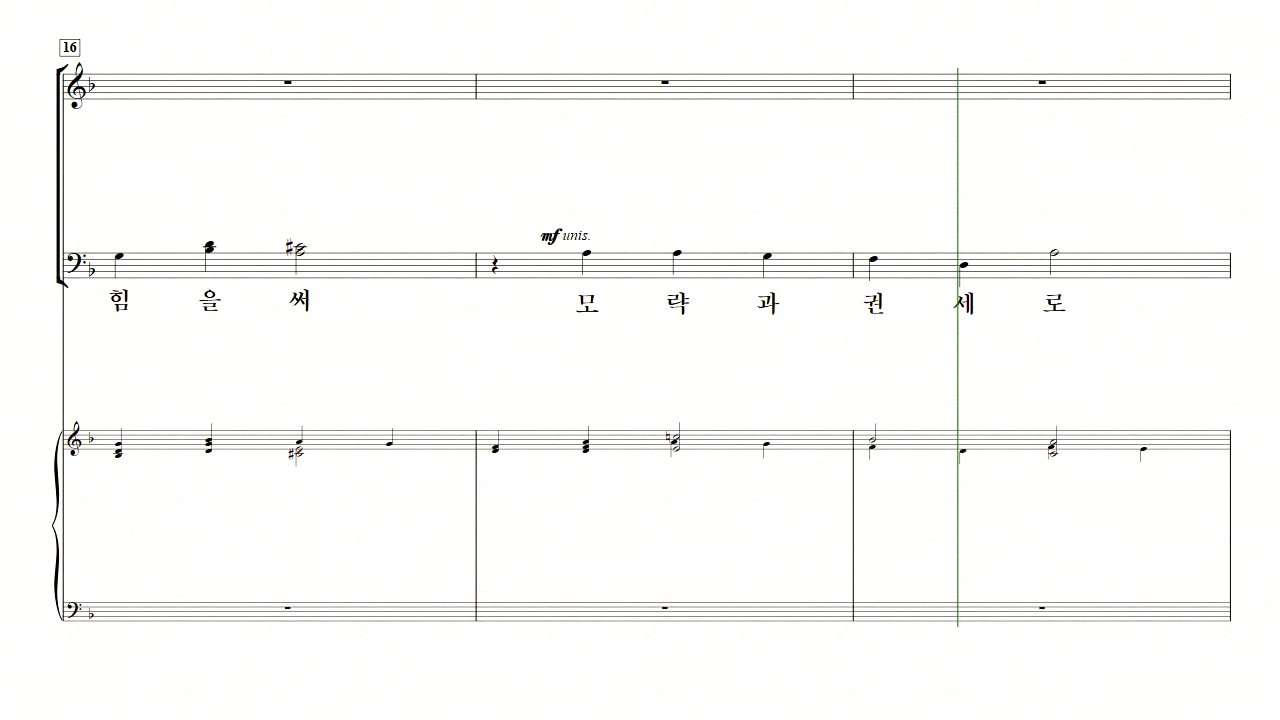 16
mf unis.
힘 을 써 모 략 과 권 세 로